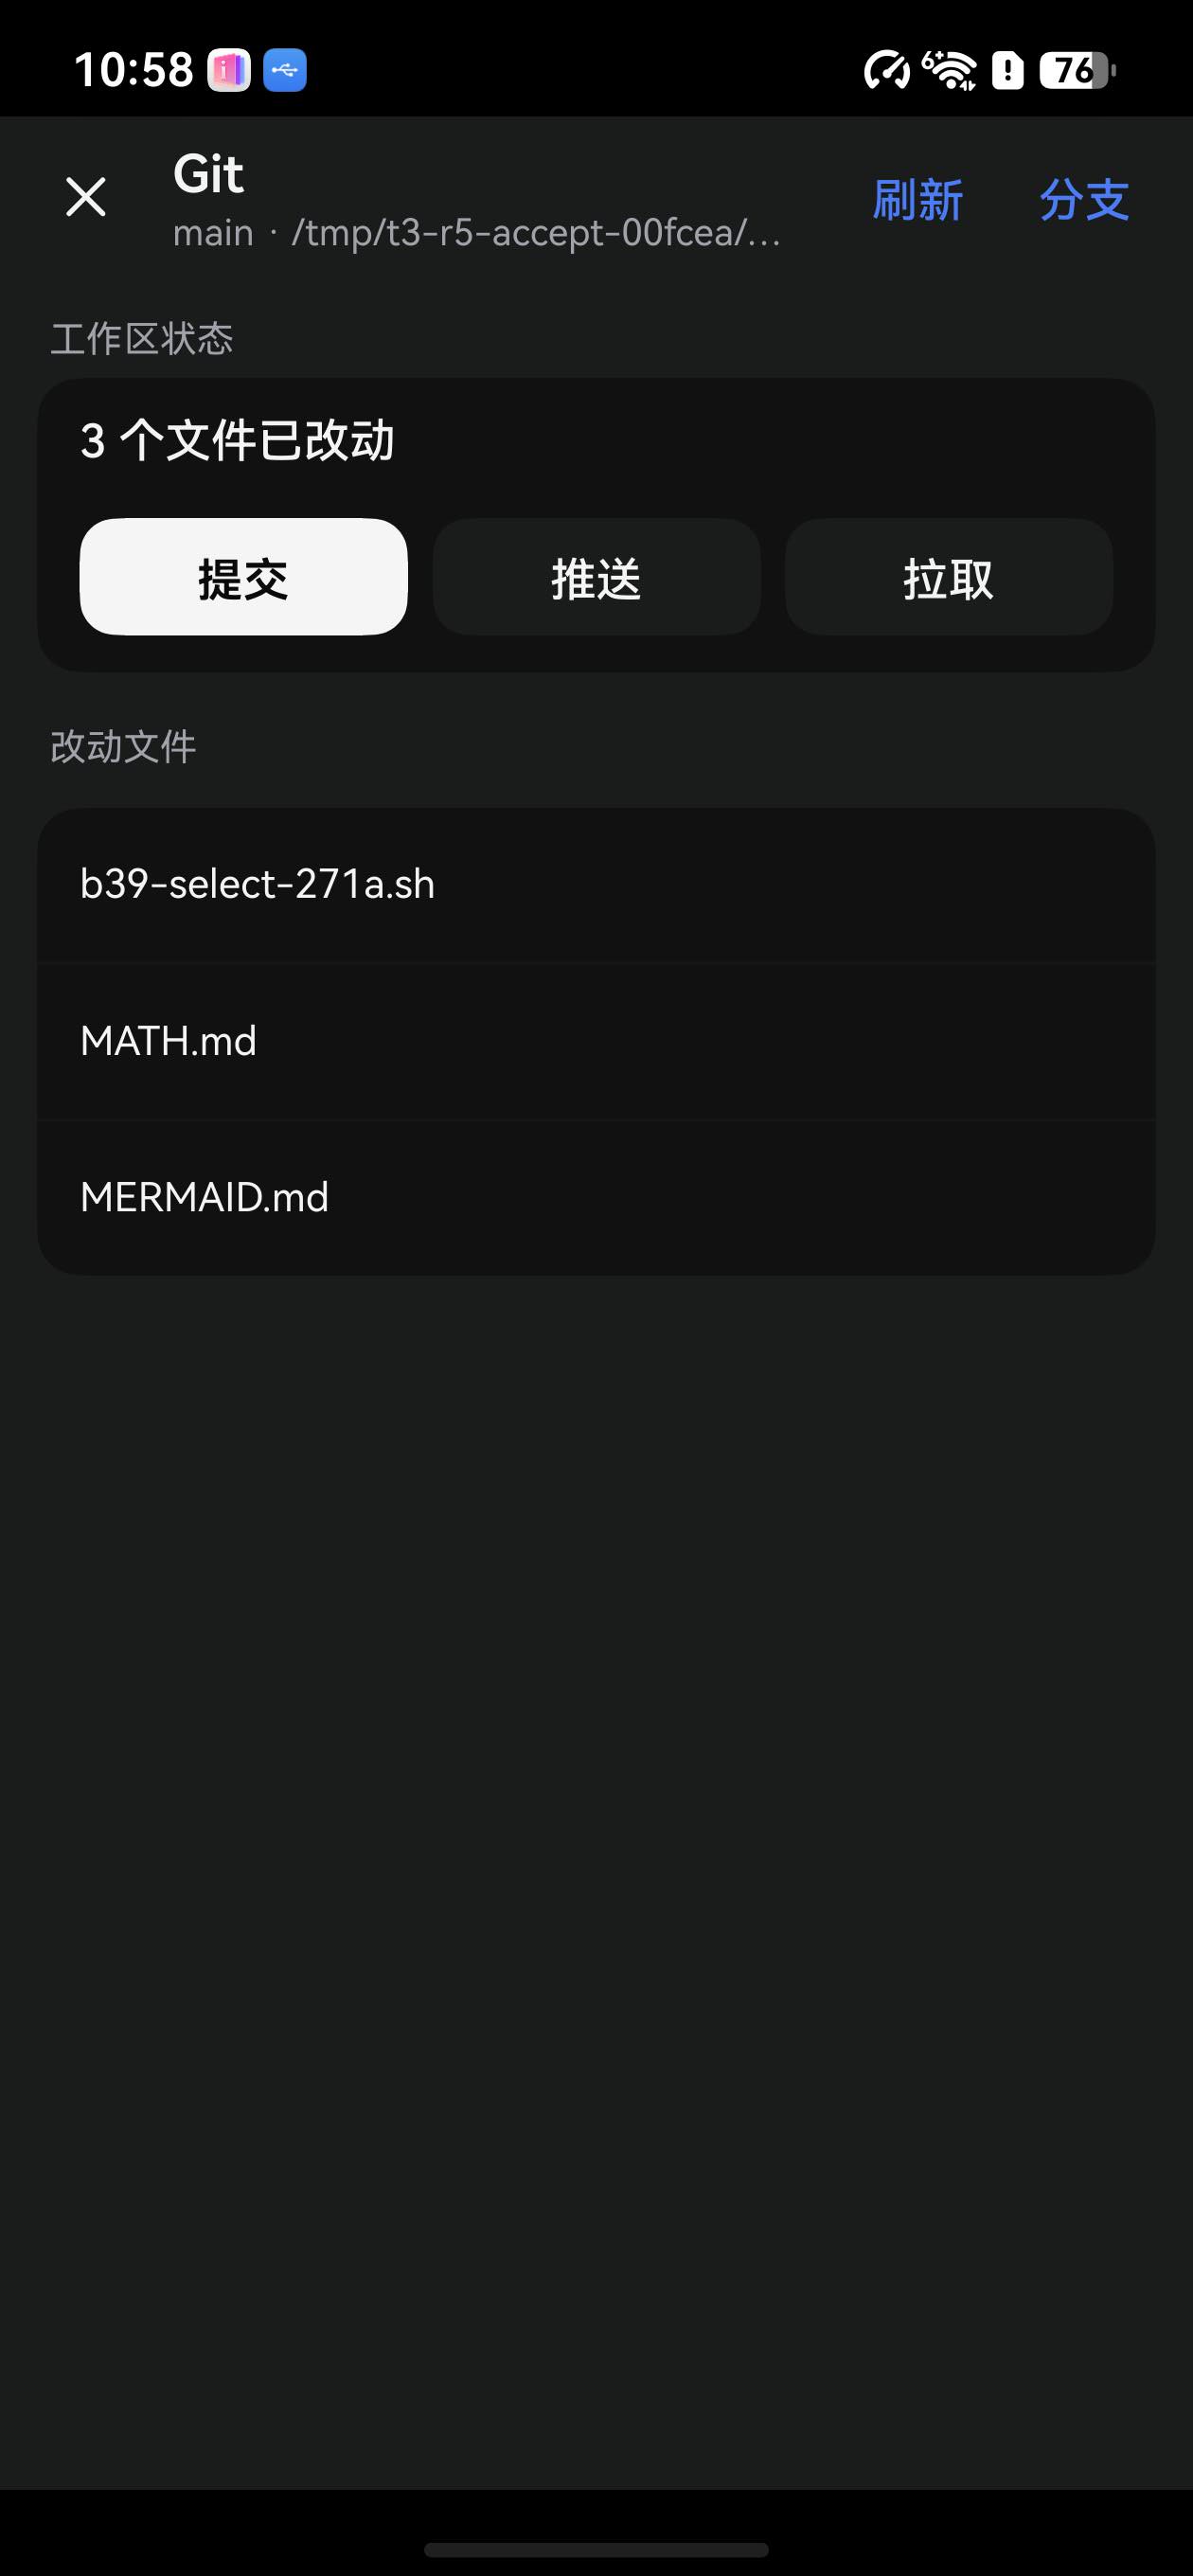 10:58
76
Git
main · /tmp/t3-r5-accept-00fcea/...
刷新
分支
工作区状态
3 个文件已改动
提交
推送
拉取
改动文件
b39-select-271a.sh
MATH.md
MERMAID.md